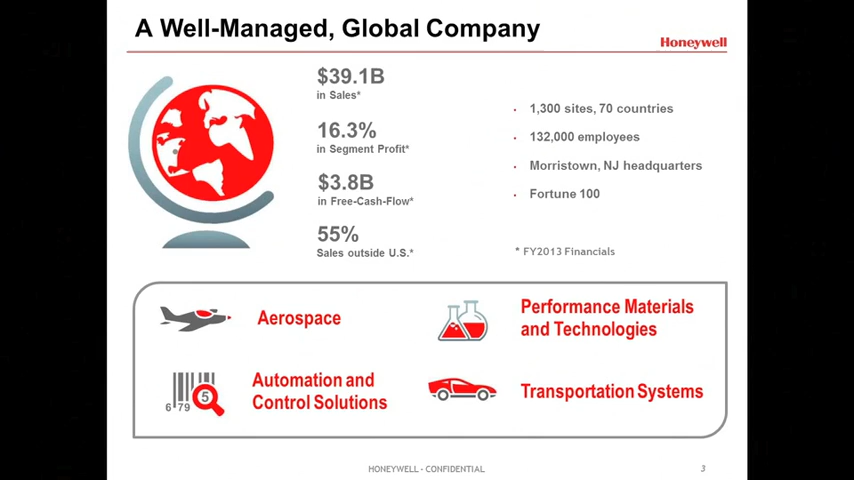 A Well-Managed, Global Company
Honeywell
$39.1B
in Sales*
16.3%
in Segment Profit*
$3.8B
in Free-Cash-Flow*
55%
Sales outside U.S.*
• 1,300 sites, 70 countries
• 132,000 employees
• Morristown, NJ headquarters
• Fortune 100
* FY2013 Financials
Aerospace
Performance Materials
and Technologies
5
6 79
Automation and
Control Solutions
Transportation Systems
HONEYWELL - CONFIDENTIAL
3